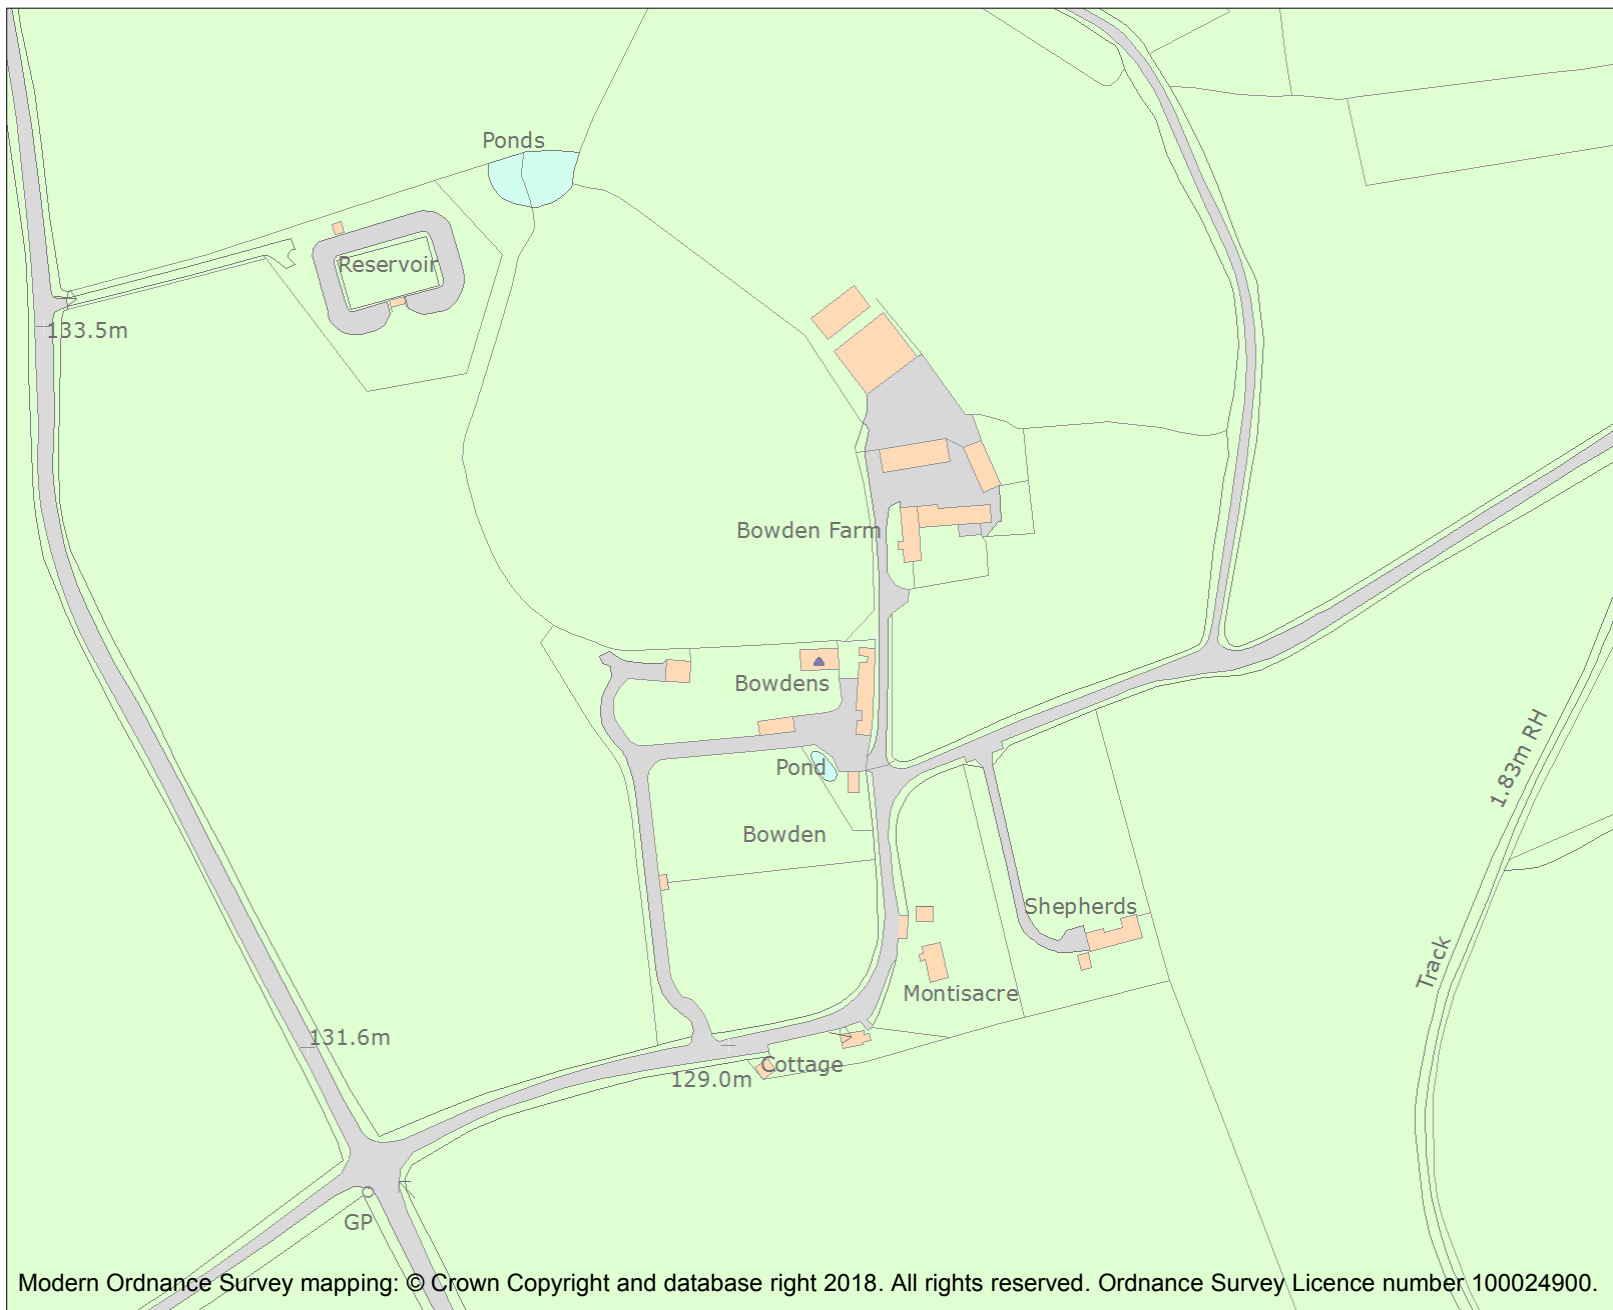 Ponds
Reservoir
133.5m
Bowden Farm
Bowdens
Pond
Bowden
1.83m RH
Shepherds
Track
Montisacre
131.6m
Cottage
129.0m
GP
Modern Ordnance Survey mapping: © Crown Copyright and database right 2018. All rights reserved. Ordnance Survey Licence number 100024900.